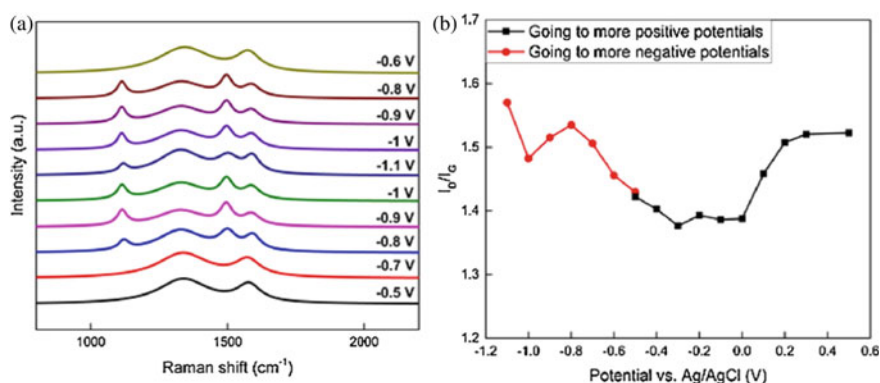 (a)
Intensity (a.u.)
-0.6 V
-0.8 V
-0.9 V
-1 V
-1.1 V
-1 V
-0.9 V
-0.8 V
-0.7 V
-0.5 V
1000 1500 2000
Raman shift (cm⁻¹)
(b)
Going to more positive potentials
Going to more negative potentials
I_D/I_G
1.7
1.6
1.5
1.4
1.3
1.2
-1.2 -1.0 -0.8 -0.6 -0.4 -0.2 0.0 0.2 0.4 0.6
Potential vs. Ag/AgCl (V)